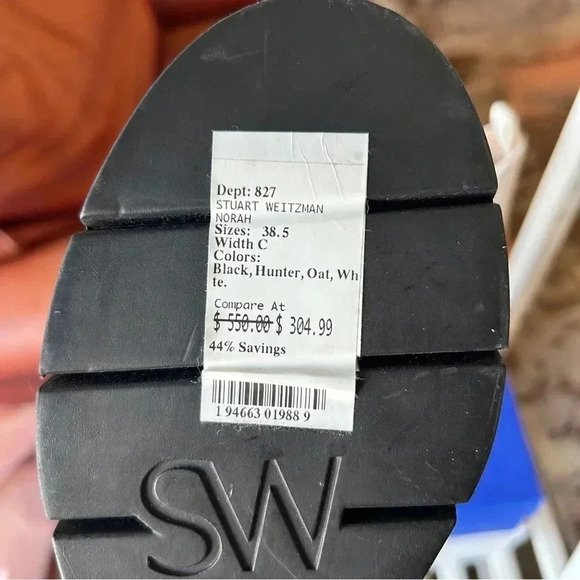 Dept: 827
STUART WEITZMAN
NORAH
Sizes: 38.5
Width C
Colors:
Black, Hunter, Oat, Wh
te.
Compare At
$ 550.00 $ 304.99
44% Savings
1 94663 01988 9
SW